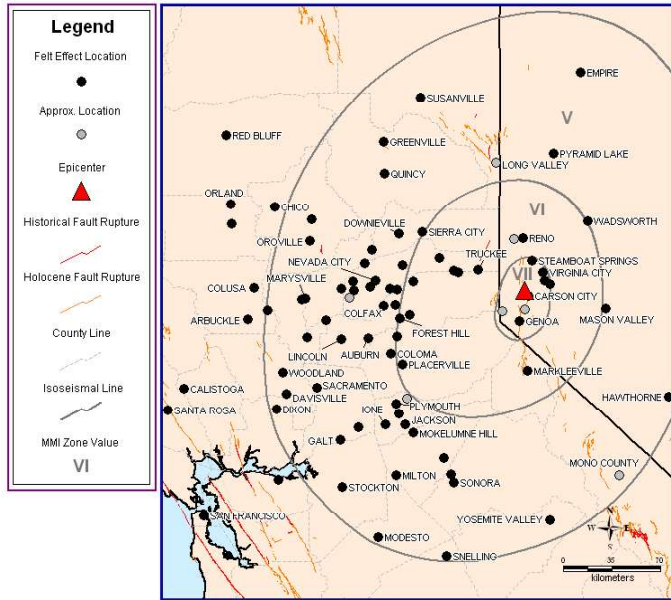 Legend
Felt Effect Location
Approx. Location
Epicenter
Historical Fault Rupture
Holocene Fault Rupture
County Line
Isoseismal Line
MMI Zone Value
VI
EMPIRE
SUSANVILLE
V
RED BLUFF
GREENVILLE
PYRAMID LAKE
LONG VALLEY
QUINCY
ORLAND
CHICO
VI
DOWNIEVILLE
WADSWORTH
SIERRA CITY
RENO
OROVILLE
TRUCKEE
NEVADA CITY
STEAMBOAT SPRINGS
VII
VIRGINIA CITY
MARYSVILLE
COLUSA
CARSON CITY
MASON VALLEY
ARBUCKLE
COLFAX
GENOA
FOREST HILL
LINCOLN
AUBURN
COLOMA
PLACERVILLE
MARKLEEVILLE
WOODLAND
CALISTOGA
SACRAMENTO
HAWTHORNE
DAVISVILLE
SANTA ROSA
DIXON
IONE
PLYMOUTH
JACKSON
MOKELUMNE HILL
GALT
MONO COUNTY
MILTON
SONORA
STOCKTON
SAN FRANCISCO
YOSEMITE VALLEY
N
W
E
S
MODESTO
SNELLING
0 35 70
kilometers